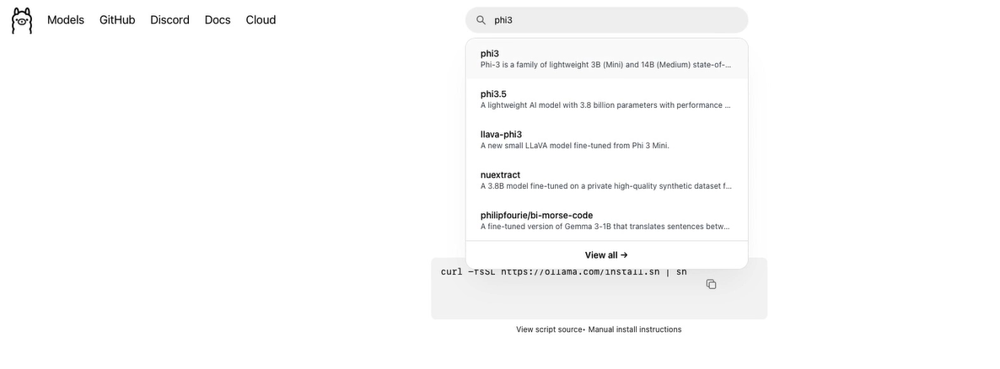 Models GitHub Discord Docs Cloud
phi3
phi3
Phi-3 is a family of lightweight 3B (Mini) and 14B (Medium) state-of-...
phi3.5
A lightweight AI model with 3.8 billion parameters with performance ...
llava-phi3
A new small LLaVA model fine-tuned from Phi 3 Mini.
nuextract
A 3.8B model fine-tuned on a private high-quality synthetic dataset f...
philipfourie/bi-morse-code
A fine-tuned version of Gemma 3-1B that translates sentences betw...
View all →
curl -fsSL https://ollama.com/install.sh | sh
View script source• Manual install instructions